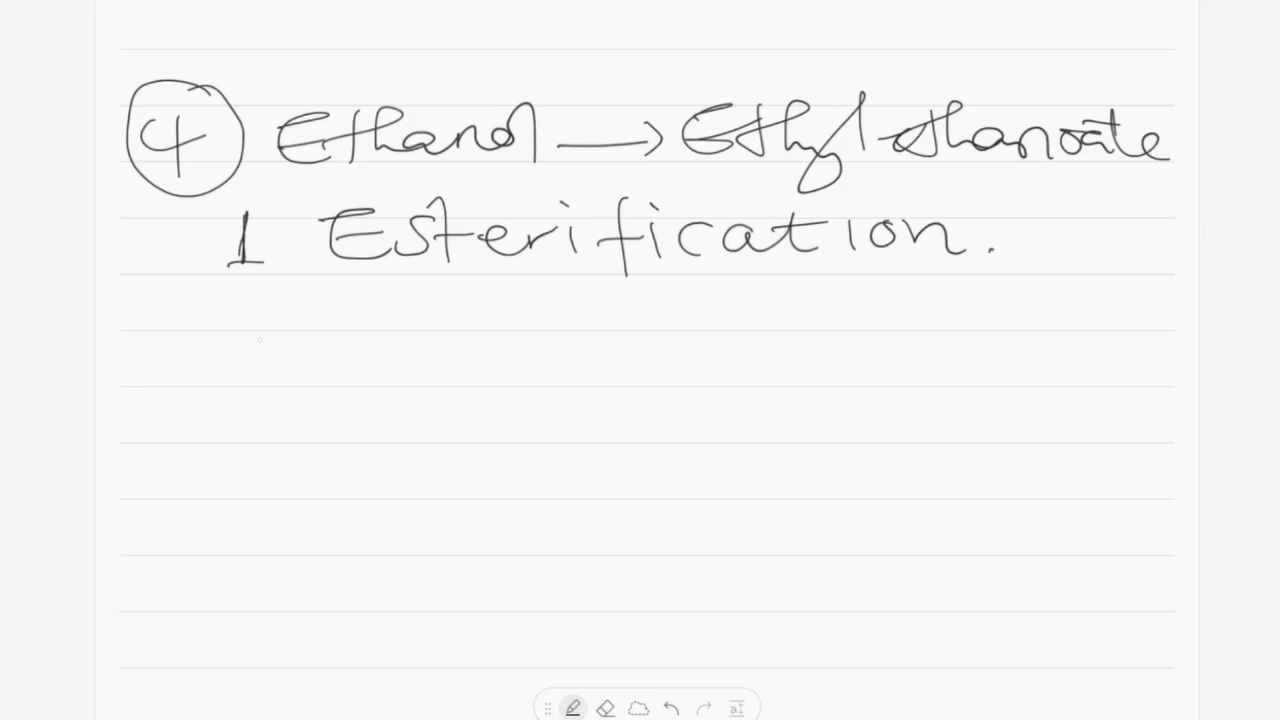 ④ Ethanol → Ethyl ethanoate
1 Esterification.